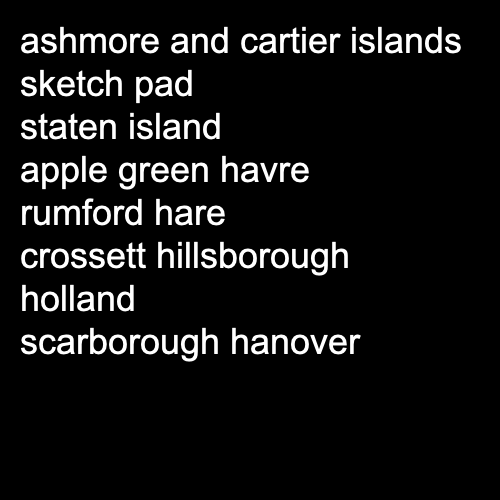 ashmore and cartier islands
sketch pad
staten island
apple green havre
rumford hare
crossett hillsborough
holland
scarborough hanover